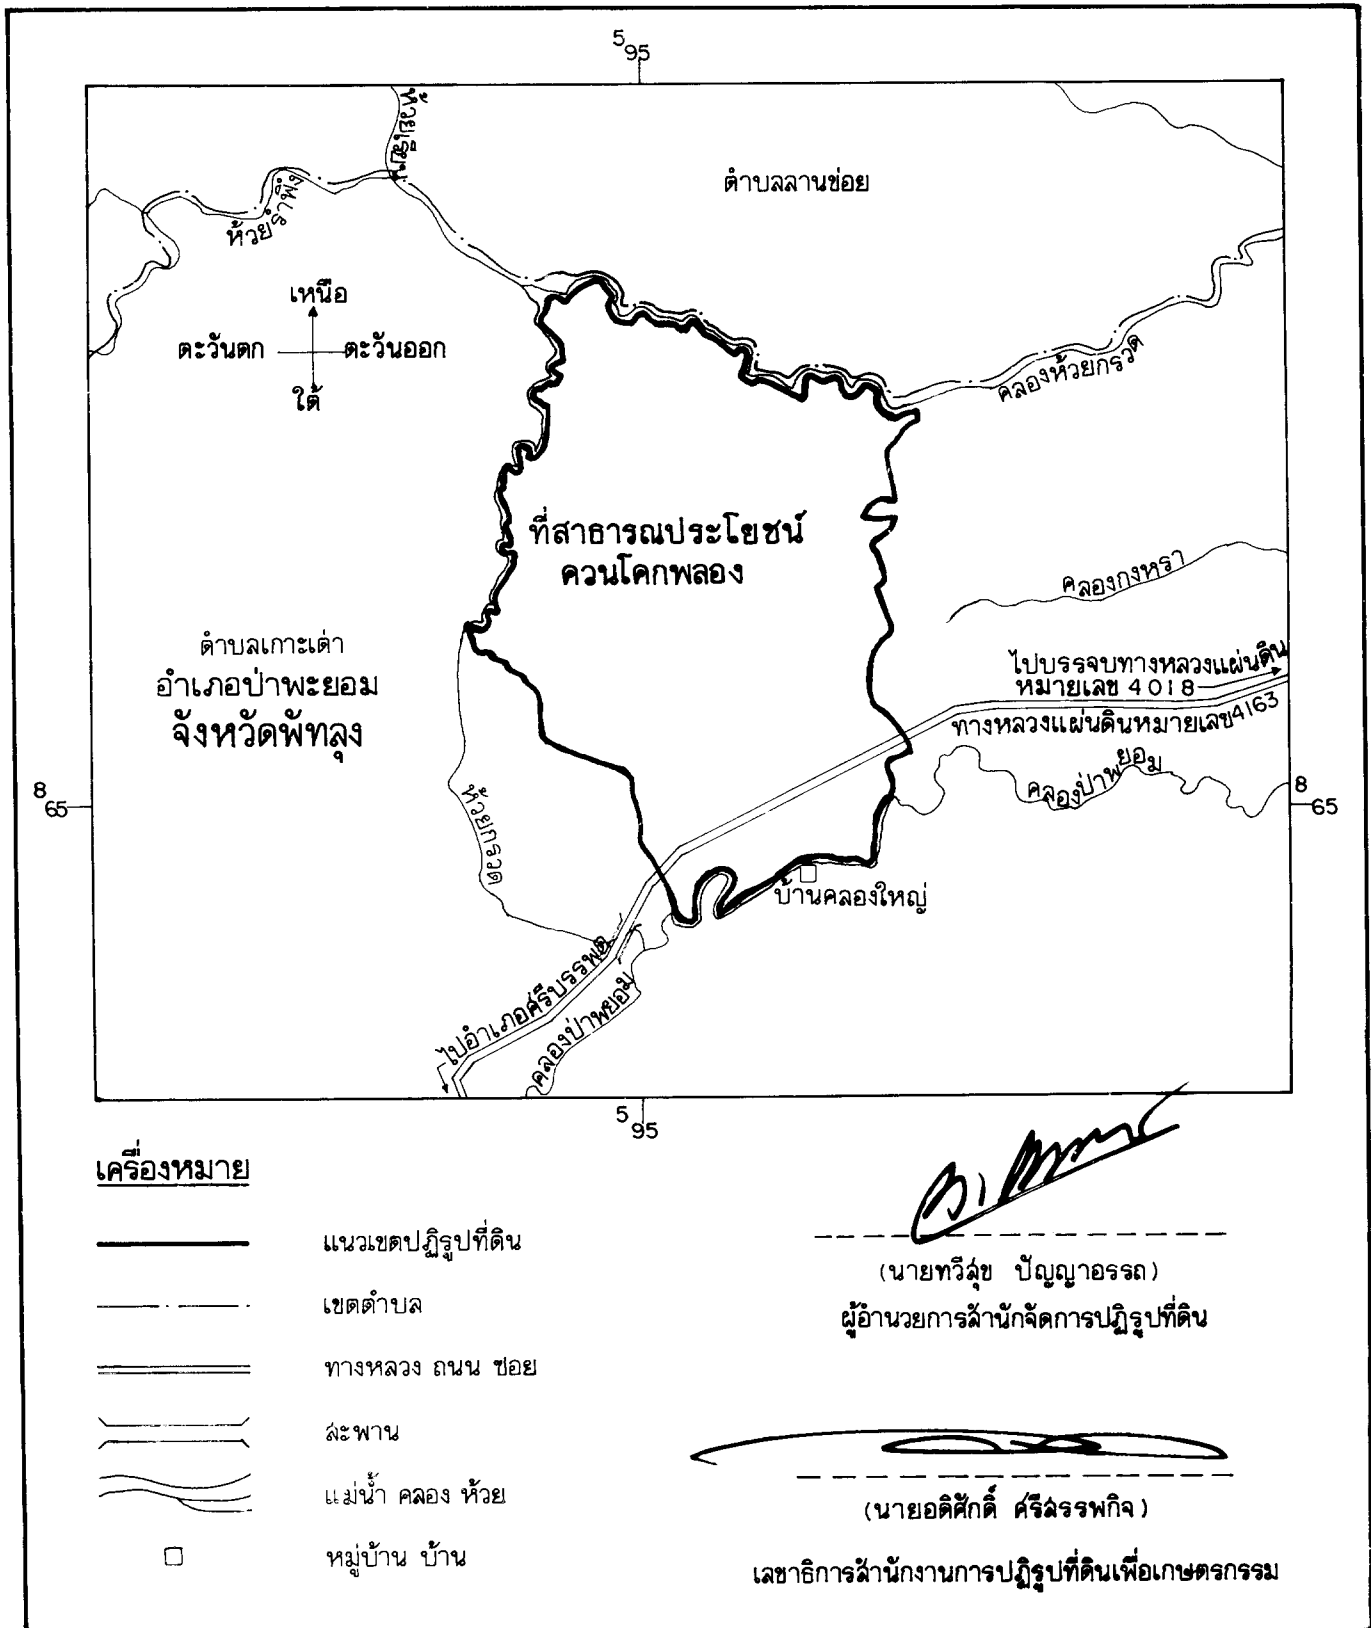 5
95
ห้วยเรียน
ตำบลลานข่อย
เหนือ
ตะวันตก
ตะวันออก
ใต้
คลองห้วยกรวด
ที่สาธารณประโยชน์
ควนโคกพลอง
คลองกงหรา
ตำบลเกาะเต่า
อำเภอป่าพะยอม
จังหวัดพัทลุง
ไปบรรจบทางหลวงแผ่นดิน
หมายเลข 4018
ทางหลวงแผ่นดินหมายเลข 4163
คลองป่าพยอม
8
65
8
65
ห้วยกรวด
บ้านคลองใหญ่
ไปอำเภอศรีบรรพต
คลองป่าพยอม
5
95
เครื่องหมาย
แนวเขตปฏิรูปที่ดิน
เขตตำบล
ทางหลวง ถนน ซอย
สะพาน
แม่น้ำ คลอง ห้วย
หมู่บ้าน บ้าน
(นายทวีสุข ปัญญาอรรถ)
ผู้อำนวยการสำนักจัดการปฏิรูปที่ดิน
(นายอดิศักดิ์ ศรีสรรพกิจ)
เลขาธิการสำนักงานการปฏิรูปที่ดินเพื่อเกษตรกรรม